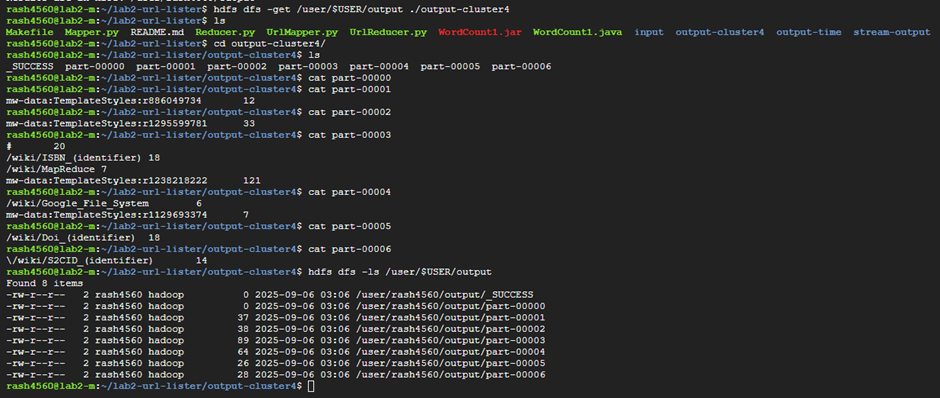 rash4560@lab2-m:~/lab2-url-lister$ hdfs dfs -get /user/$USER/output ./output-cluster4
rash4560@lab2-m:~/lab2-url-lister$ ls
Makefile Mapper.py README.md Reducer.py UrlMapper.py UrlReducer.py WordCount1.jar WordCount1.java input output-cluster4 output-time stream-output
rash4560@lab2-m:~/lab2-url-lister$ cd output-cluster4/
rash4560@lab2-m:~/lab2-url-lister/output-cluster4$ ls
_SUCCESS part-00000 part-00001 part-00002 part-00003 part-00004 part-00005 part-00006
rash4560@lab2-m:~/lab2-url-lister/output-cluster4$ cat part-00000
rash4560@lab2-m:~/lab2-url-lister/output-cluster4$ cat part-00001
mw-data:TemplateStyles:r886049734 12
rash4560@lab2-m:~/lab2-url-lister/output-cluster4$ cat part-00002
mw-data:TemplateStyles:r1295599781 33
rash4560@lab2-m:~/lab2-url-lister/output-cluster4$ cat part-00003
# 20
/wiki/ISBN_(identifier) 18
/wiki/MapReduce 7
mw-data:TemplateStyles:r1238218222 121
rash4560@lab2-m:~/lab2-url-lister/output-cluster4$ cat part-00004
/wiki/Google_File_System 6
mw-data:TemplateStyles:r1129693374 7
rash4560@lab2-m:~/lab2-url-lister/output-cluster4$ cat part-00005
/wiki/Doi_(identifier) 18
rash4560@lab2-m:~/lab2-url-lister/output-cluster4$ cat part-00006
\/wiki/S2CID_(identifier) 14
rash4560@lab2-m:~/lab2-url-lister/output-cluster4$ hdfs dfs -ls /user/$USER/output
Found 8 items
-rw-r--r-- 2 rash4560 hadoop 0 2025-09-06 03:06 /user/rash4560/output/_SUCCESS
-rw-r--r-- 2 rash4560 hadoop 0 2025-09-06 03:06 /user/rash4560/output/part-00000
-rw-r--r-- 2 rash4560 hadoop 37 2025-09-06 03:06 /user/rash4560/output/part-00001
-rw-r--r-- 2 rash4560 hadoop 38 2025-09-06 03:06 /user/rash4560/output/part-00002
-rw-r--r-- 2 rash4560 hadoop 89 2025-09-06 03:06 /user/rash4560/output/part-00003
-rw-r--r-- 2 rash4560 hadoop 64 2025-09-06 03:06 /user/rash4560/output/part-00004
-rw-r--r-- 2 rash4560 hadoop 26 2025-09-06 03:06 /user/rash4560/output/part-00005
-rw-r--r-- 2 rash4560 hadoop 28 2025-09-06 03:06 /user/rash4560/output/part-00006
rash4560@lab2-m:~/lab2-url-lister/output-cluster4$